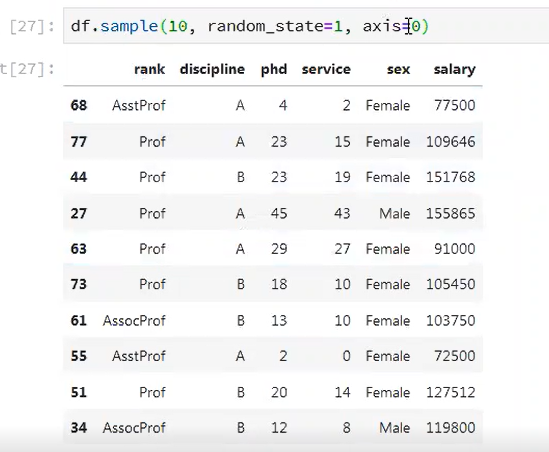 [27]: df.sample(10, random_state=1, axis=0)
t[27]:
rank discipline phd service sex salary
68 AsstProf A 4 2 Female 77500
77 Prof A 23 15 Female 109646
44 Prof B 23 19 Female 151768
27 Prof A 45 43 Male 155865
63 Prof A 29 27 Female 91000
73 Prof B 18 10 Female 105450
61 AssocProf B 13 10 Female 103750
55 AsstProf A 2 0 Female 72500
51 Prof B 20 14 Female 127512
34 AssocProf B 12 8 Male 119800